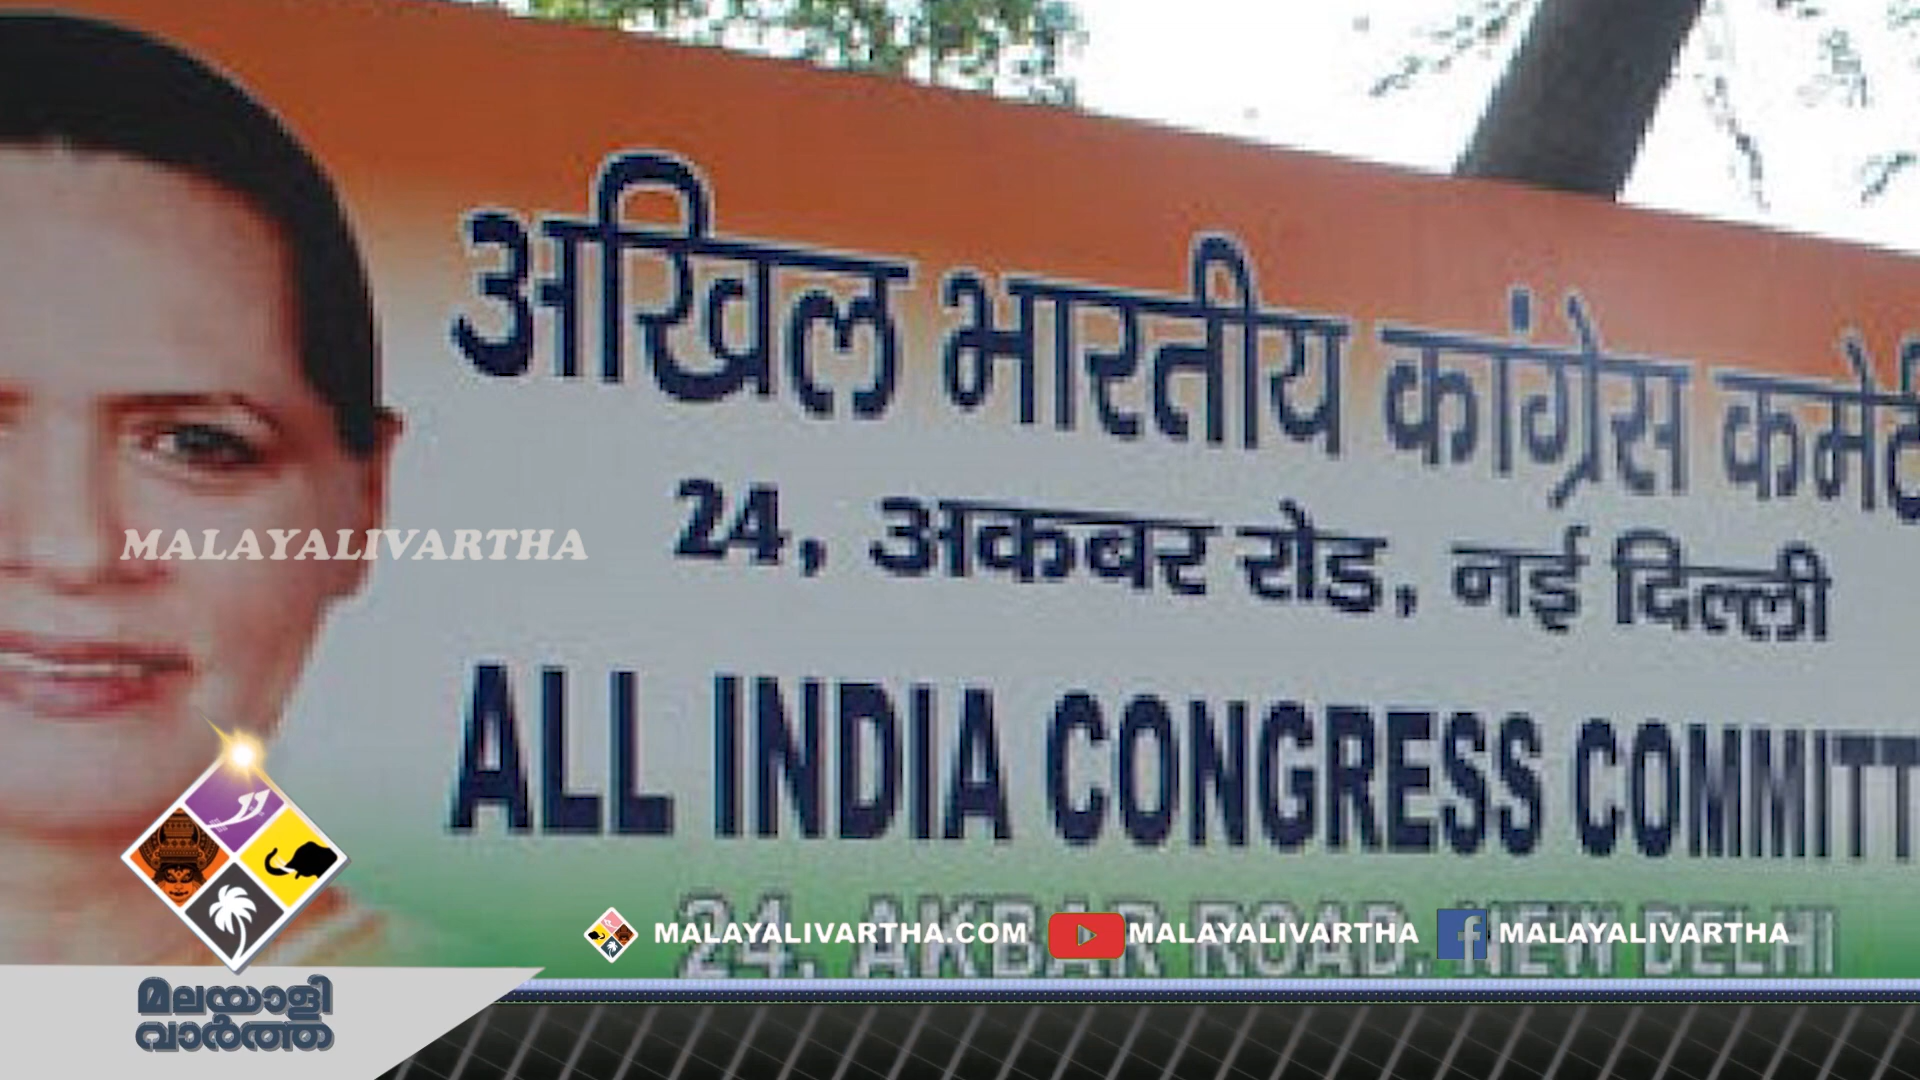 अखिल भारतीय कांग्रेस कमेटी
24, अकबर रोड, नई दिल्ली
MALAYALIVARTHA
ALL INDIA CONGRESS COMMITT
24, AKBAR ROAD, NEW DELHI
MALAYALIVARTHA.COM MALAYALIVARTHA MALAYALIVARTHA
മലയാളി
വാർത്ത